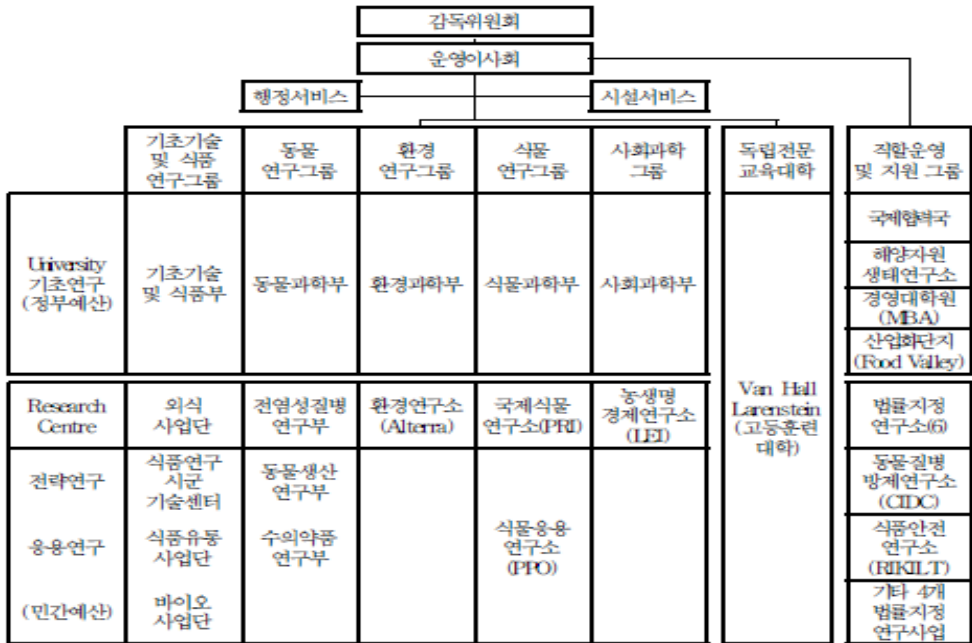 감독위원회
운영이사회
행정서비스
시설서비스
기초기술
및 식품
연구그룹
동물
연구그룹
환경
연구그룹
식물
연구그룹
사회과학
그룹
독립전문
교육대학
직할운영
및 지원 그룹
University
기초연구
(정부예산)
기초기술
및 식품부
동물과학부
환경과학부
식물과학부
사회과학부
국제협력국
해양자원
생태연구소
경영대학원
(MBA)
산업화단지
(Food Valley)
Van Hall
Larenstein
(고등훈련
대학)
Research
Centre
외식
사업단
전염성질병
연구부
환경연구소
(Alterra)
국제식물
연구소(PRI)
농생명
경제연구소
(LEI)
법률지정
연구소(6)
전략연구
식품연구
시군
기술센터
동물생산
연구부
동물질병
방제연구소
(CIDC)
응용연구
식품유통
사업단
수의약품
연구부
식물응용
연구소
(PPO)
식품안전
연구소
(RIKILT)
(민간예산)
바이오
사업단
기타 4개
법률지정
연구사업